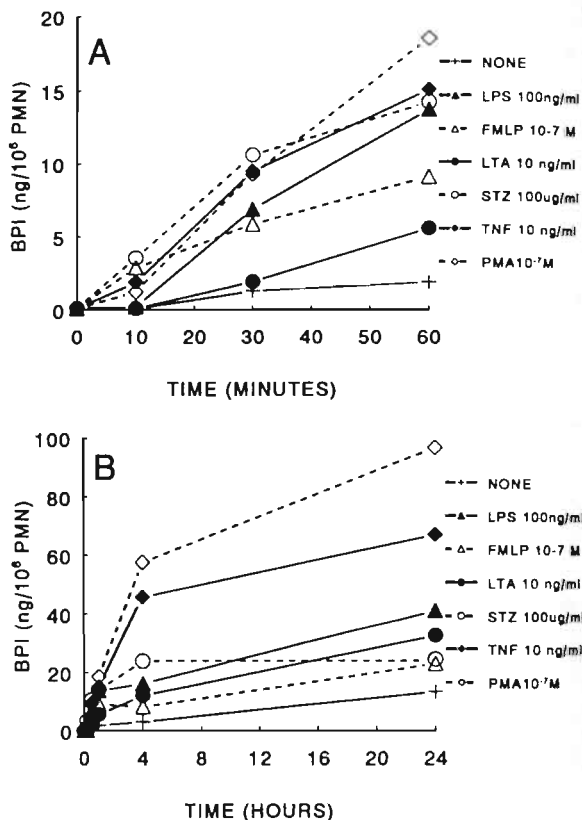 A
BPI (ng/10⁶ PMN)
20
15
10
5
0
0 10 20 30 40 50 60
TIME (MINUTES)
NONE
LPS 100ng/ml
FMLP 10-7 M
LTA 10 ng/ml
STZ 100ug/ml
TNF 10 ng/ml
PMA10⁻⁷M
B
BPI (ng/10⁶ PMN)
100
80
60
40
20
0
0 4 8 12 16 20 24
TIME (HOURS)
NONE
LPS 100ng/ml
FMLP 10-7 M
LTA 10 ng/ml
STZ 100ug/ml
TNF 10 ng/ml
PMA10⁻⁷M